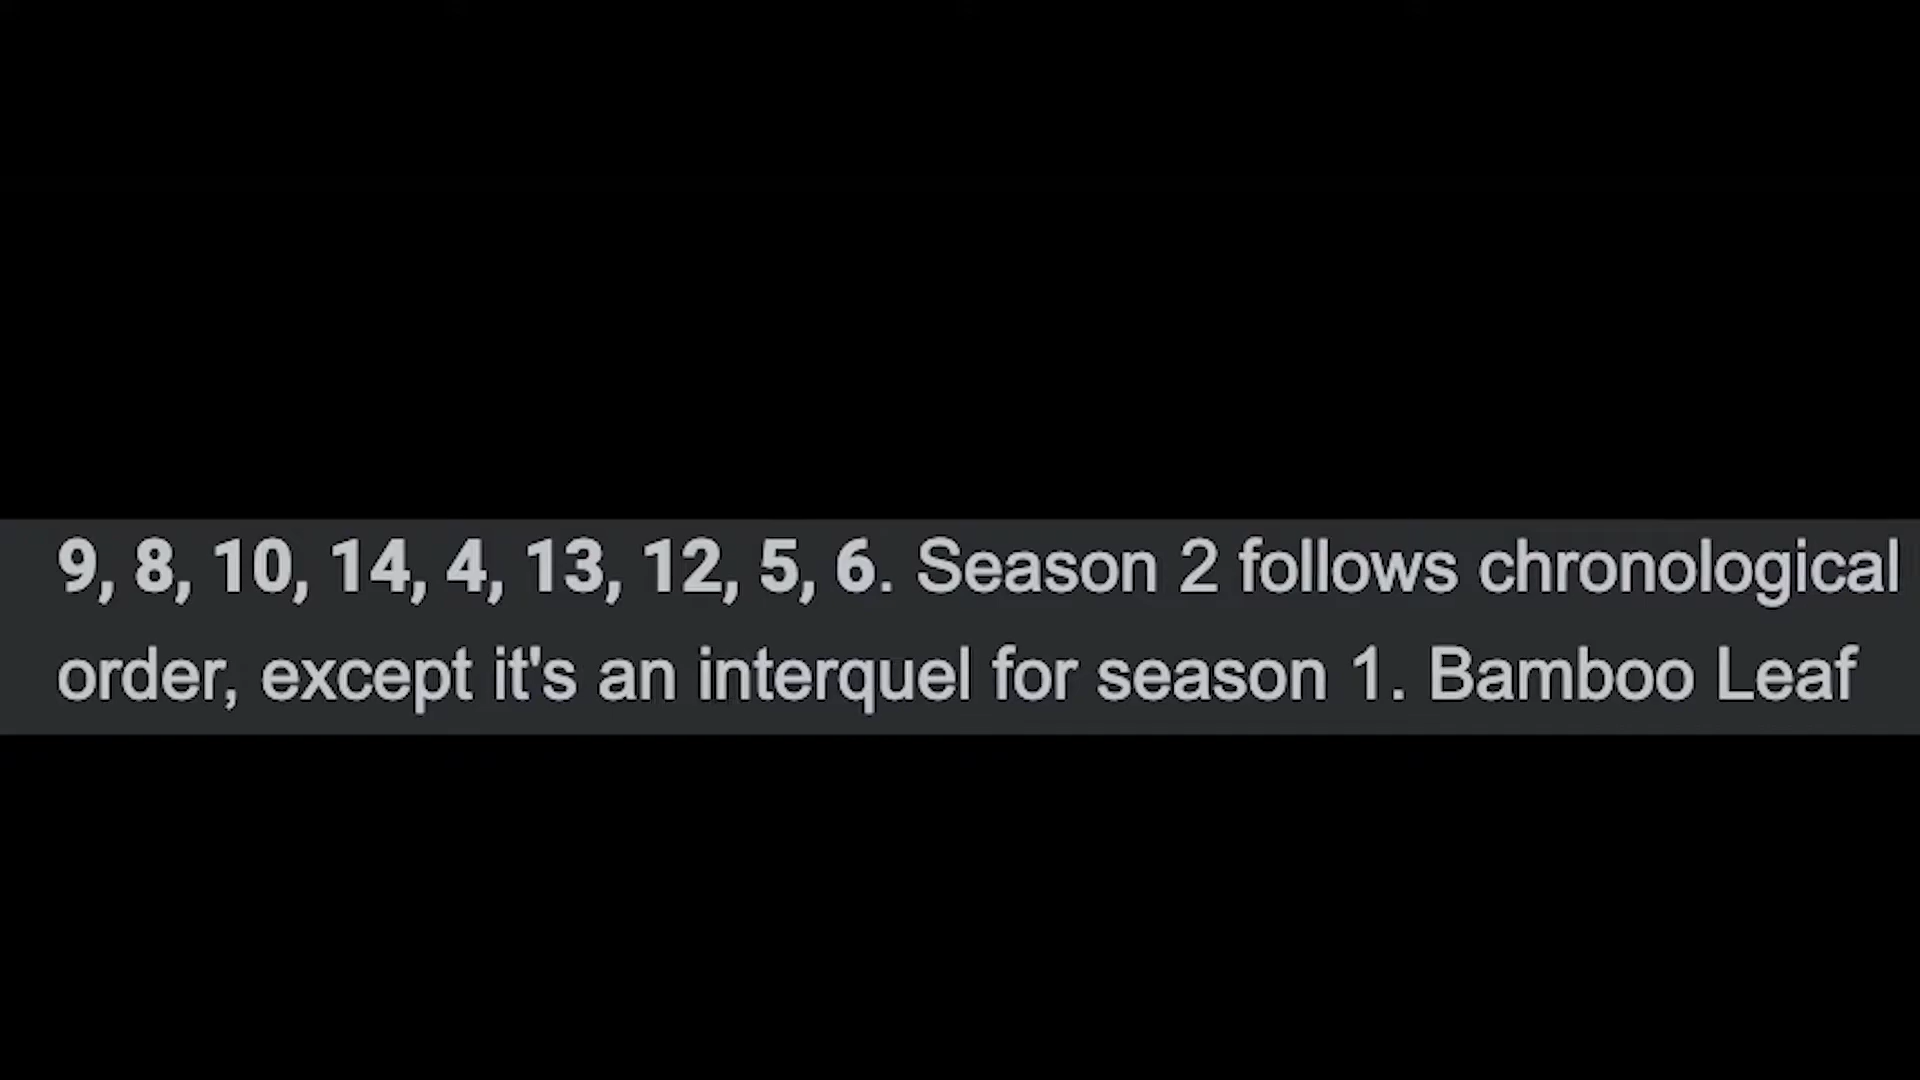 9, 8, 10, 14, 4, 13, 12, 5, 6. Season 2 follows chronological
order, except it's an interquel for season 1. Bamboo Leaf